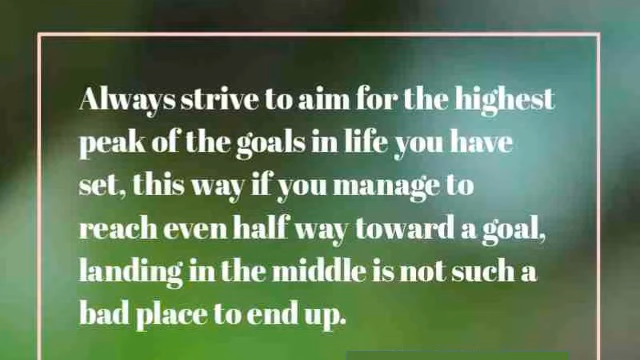 Always strive to aim for the highest
peak of the goals in life you have
set, this way if you manage to
reach even half way toward a goal,
landing in the middle is not such a
bad place to end up.